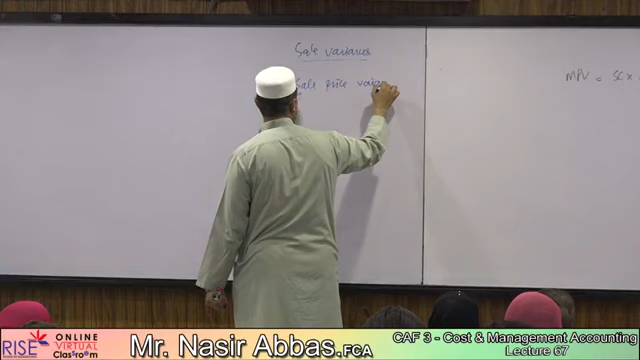 Sale variances
Sale price varian
MPV = SC x
RISE
ONLINE
VIRTUAL
Classroom
Mr. Nasir Abbas.FCA
CAF 3 - Cost & Management Accounting
Lecture 67